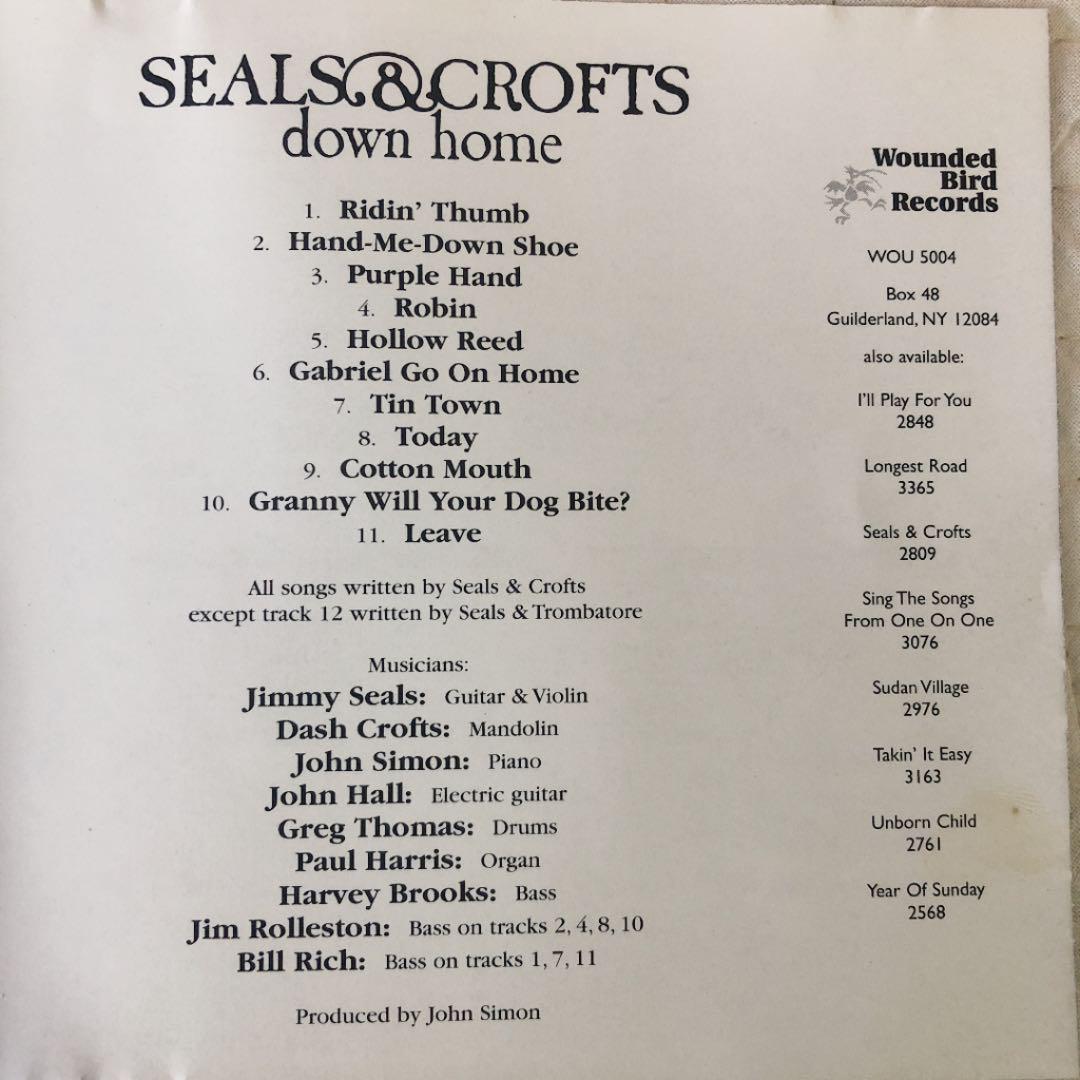 SEALS & CROFTS
down home
1. Ridin' Thumb
2. Hand-Me-Down Shoe
3. Purple Hand
4. Robin
5. Hollow Reed
6. Gabriel Go On Home
7. Tin Town
8. Today
9. Cotton Mouth
10. Granny Will Your Dog Bite?
11. Leave
All songs written by Seals & Crofts
except track 12 written by Seals & Trombatore
Musicians:
Jimmy Seals: Guitar & Violin
Dash Crofts: Mandolin
John Simon: Piano
John Hall: Electric guitar
Greg Thomas: Drums
Paul Harris: Organ
Harvey Brooks: Bass
Jim Rolleston: Bass on tracks 2, 4, 8, 10
Bill Rich: Bass on tracks 1, 7, 11
Produced by John Simon
Wounded
Bird
Records
WOU 5004
Box 48
Guilderland, NY 12084
also available:
I'll Play For You
2848
Longest Road
3365
Seals & Crofts
2809
Sing The Songs
From One On One
3076
Sudan Village
2976
Takin' It Easy
3163
Unborn Child
2761
Year Of Sunday
2568